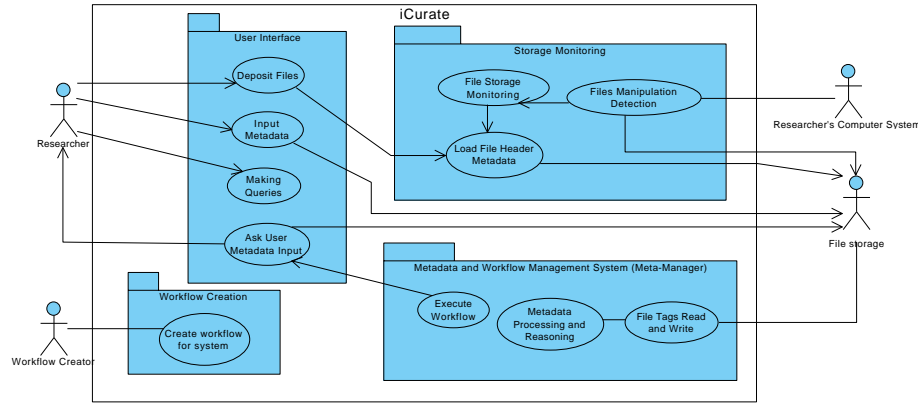 iCurate
User Interface
Storage Monitoring
Deposit Files
File Storage
Monitoring
Files Manipulation
Detection
Researcher
Researcher's Computer System
Input
Metadata
Load File Header
Metadata
Making
Queries
Ask User
Metadata Input
File storage
Metadata and Workflow Management System (Meta-Manager)
Workflow Creation
Execute
Workflow
Metadata
Processing and
Reasoning
File Tags Read
and Write
Create workflow
for system
Workflow Creator